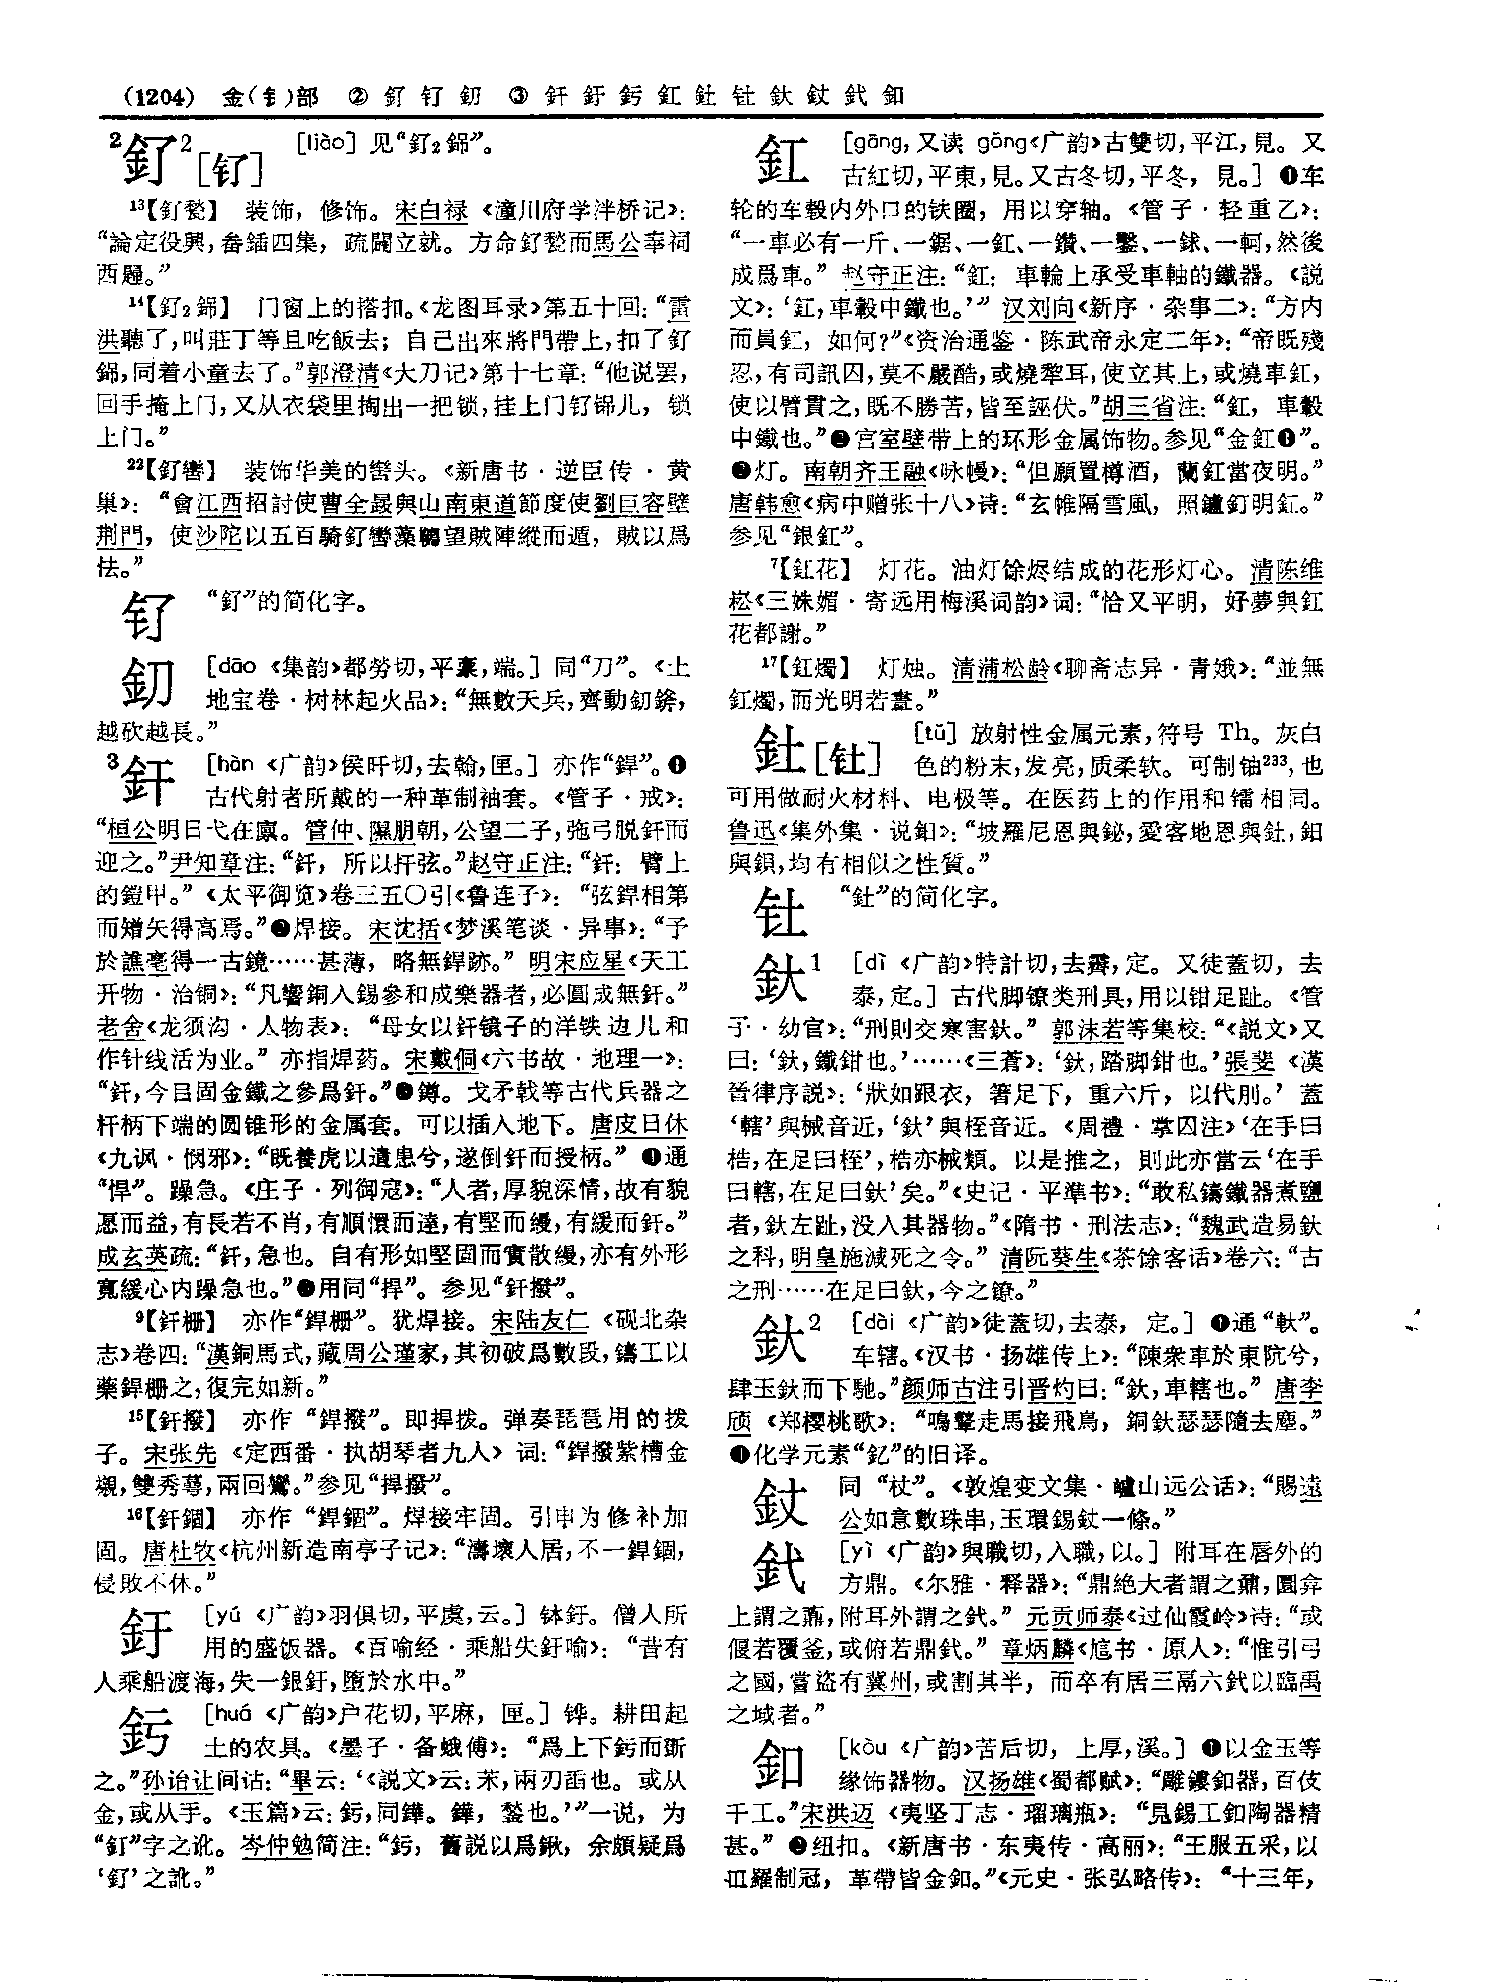 (1204) 金(钅)部 ② 釕 钌 釖 ③ 釬 釪 釫 釭 釷 钍 釱 釞 釴 釦
²釕² [钌] [liào] 见“釕₂鉨”。
¹³【釕甃】 装饰，修饰。宋白禄《潼川府学泮桥记》：
“論定役興，畚鍤四集，疏闢立就。方命釕甃而馬公奉祠
西題。”
门窗上的搭扣。《龙图耳录》第五十回：“雷
洪聽了，叫莊丁等且吃飯去；自己出來將門帶上，扣了釕
同着小童去了。”郭澄清《大刀记》第十七章：“他说罢，
回手掩上门，又从衣袋里掏出一把锁，挂上门钌锦儿，锁
上门。”
²³【釕轡】 装饰华美的辔头。《新唐书·逆臣传·黄
巢》：“會江西招討使曹全晸與山南東道節度使劉巨容壁
荆門，使沙陀以五百騎釕轡藻韉望賊陣縱而遁，賊以爲
怯。”
钌 “釕”的简化字。
釖 [dāo《集韵》都勞切，平豪，端。] 同“刀”。《土
地宝卷·树林起火品》：“無數天兵，齊動釖鎊，
越砍越長。”
³釬 [hàn《广韵》侯旰切，去翰，匣。] 亦作“銲”。❶
古代射者所戴的一种革制袖套。《管子·戒》：
“桓公明日弋在廪。管仲、隰朋朝，公望二子，弛弓脱釬而
迎之。”尹知章注：“釬，所以扞弦。”赵守正注：“釬：臂上
的鎧甲。”《太平御览》卷三五〇引《鲁连子》：“弦銲相第
而矰矢得高焉。”❷焊接。宋沈括《梦溪笔谈·异事》：“予
於譙亳得一古鏡……甚薄，略無銲跡。”明宋应星《天工
开物·治铜》：“凡響銅入錫參和成樂器者，必圓成無釬。”
老舍《龙须沟·人物表》：“母女以釬镜子的洋铁边儿和
作针线活为业。”亦指焊药。宋戴侗《六书故·地理一》：
“釬，今吕固金鐵之參爲釬。”❸鐏。戈矛戟等古代兵器之
杆柄下端的圆锥形的金属套。可以插入地下。唐皮日休
《九讽·悯邪》：“既養虎以遺患兮，遂倒釬而授柄。”❹通
“悍”。躁急。《庄子·列御寇》：“人者，厚貌深情，故有貌
愿而益，有長若不肖，有順懁而達，有堅而縵，有緩而釬。”
成玄英疏：“釬，急也。自有形如堅固而實散縵，亦有外形
寬緩心内躁急也。”❺用同“捍”。参见“釬撥”。
⁹【釬栅】 亦作“銲栅”。犹焊接。宋陆友仁《砚北杂
志》卷四：“漢銅馬式，藏周公瑾家，其初破爲數段，鑄工以
藥銲栅之，復完如新。”
¹⁵【釬撥】 亦作“銲撥”。即捍拨。弹奏琵琶用的拨
子。宋张先《定西番·执胡琴者九人》词：“銲撥紫槽金
襯，雙秀萼，兩回鸞。”参见“捍撥”。
¹⁶【釬錮】 亦作“銲錮”。焊接牢固。引申为修补加
固。唐杜牧《杭州新造南亭子记》：“濤壞人居，不一銲錮，
侵敗不休。”
釪 [yú《广韵》羽俱切，平虞，云。] 钵釪。僧人所
用的盛饭器。《百喻经·乘船失釪喻》：“昔有
人乘船渡海，失一銀釪，墮於水中。”
釫 [huá《广韵》户花切，平麻，匣。] 铧。耕田起
土的农具。《墨子·备蛾傅》：“爲上下釫而斲
之。”孙诒让间诂：“畢云：‘《説文》云：𦬆，兩刃臿也。或从
金，或从亏。《玉篇》云：釫，同鏵。鏵，鍫也。’”一说，为
“釘”字之讹。岑仲勉简注：“釫，舊説以爲鍬，余頗疑爲
‘釘’之訛。”
釭 [gāng，又读 gōng《广韵》古雙切，平江，見。又
古紅切，平東，見。又古冬切，平冬，見。] ❶车
轮的车毂内外口的铁圈，用以穿轴。《管子·轻重乙》：
“一車必有一斤、一鋸、一釭、一鑽、一鑿、一銶、一軻，然後
成爲車。”赵守正注：“釭：車輪上承受車軸的鐵器。《説
文》：‘釭，車轂中鐵也。’”汉刘向《新序·杂事二》：“方内
而員釭，如何？”《资治通鉴·陈武帝永定二年》：“帝既殘
忍，有司訊囚，莫不嚴酷，或燒犂耳，使立其上，或燒車釭，
使以臂貫之，既不勝苦，皆至誣伏。”胡三省注：“釭，車轂
中鐵也。”❷宫室壁带上的环形金属饰物。参见“金釭❶”。
❸灯。南朝齐王融《咏幔》：“但願置樽酒，蘭釭當夜明。”
唐韩愈《病中赠张十八》诗：“玄帷隔雪風，照鑪釘明釭。”
参见“銀釭”。
⁷【釭花】 灯花。油灯馀烬结成的花形灯心。清陈维
崧《三姝媚·寄远用梅溪词韵》词：“恰又平明，好夢與釭
花都謝。”
¹⁷【釭燭】 灯烛。清蒲松龄《聊斋志异·青娥》：“並無
釭燭，而光明若晝。”
釷[钍] [tǔ] 放射性金属元素，符号 Th。灰白
色的粉末，发亮，质柔软。可制铀²³³，也
可用做耐火材料、电极等。在医药上的作用和镭相同。
鲁迅《集外集·说鈤》：“坡羅尼恩與鉍，愛客地恩與釷，鈤
與鋇，均有相似之性質。”
钍 “釷”的简化字。
釱¹ [dì《广韵》特計切，去霽，定。又徒蓋切，去
泰，定。] 古代脚镣类刑具，用以钳足趾。《管
子·幼官》：“刑則交寒害釱。”郭沫若等集校：“《説文》又
曰：‘釱，鐵鉗也。’……《三蒼》：‘釱，踏脚鉗也。’張斐《漢
晉律序説》：‘狀如跟衣，箸足下，重六斤，以代刖。’蓋
‘轄’與械音近，‘釱’與桎音近。《周禮·掌囚注》‘在手曰
梏，在足曰桎’，梏亦械類。以是推之，則此亦當云‘在手
曰轄，在足曰釱’矣。”《史记·平準书》：“敢私鑄鐵器煮鹽
者，釱左趾，没入其器物。”《隋书·刑法志》：“魏武造易釱
之科，明皇施減死之令。”清阮葵生《茶馀客话》卷六：“古
之刑……在足曰釱，今之鐐。”
釱² [dài《广韵》徒蓋切，去泰，定。] ❶通“軑”。
车辖。《汉书·扬雄传上》：“陳衆車於東阬兮，
肆玉釱而下馳。”颜师古注引晋灼曰：“釱，車轄也。”唐李
颀《郑樱桃歌》：“鳴鼙走馬接飛鳥，銅釱瑟瑟隨去塵。”
❷化学元素“釔”的旧译。
同“杖”。《敦煌变文集·廬山远公话》：“賜遠
公如意數珠串，玉環錫釞一條。”
釴 [yì《广韵》與職切，入職，以。] 附耳在唇外的
方鼎。《尔雅·释器》：“鼎絶大者謂之鼐，圜弇
上謂之鼒，附耳外謂之釴。”元贡师泰《过仙霞岭》诗：“或
偃若覆釜，或俯若鼎釴。”章炳麟《訄书·原人》：“惟引弓
之國，嘗盗有冀州，或割其半，而卒有居三鬲六釴以臨禹
之域者。”
釦 [kòu《广韵》苦后切，上厚，溪。] ❶以金玉等
缘饰器物。汉扬雄《蜀都赋》：“雕鏤釦器，百伎
千工。”宋洪迈《夷坚丁志·瑠璃瓶》：“見錫工釦陶器精
甚。”❷纽扣。《新唐书·东夷传·高丽》：“王服五采，以
羅制冠，革帶皆金釦。”《元史·张弘略传》：“十三年，